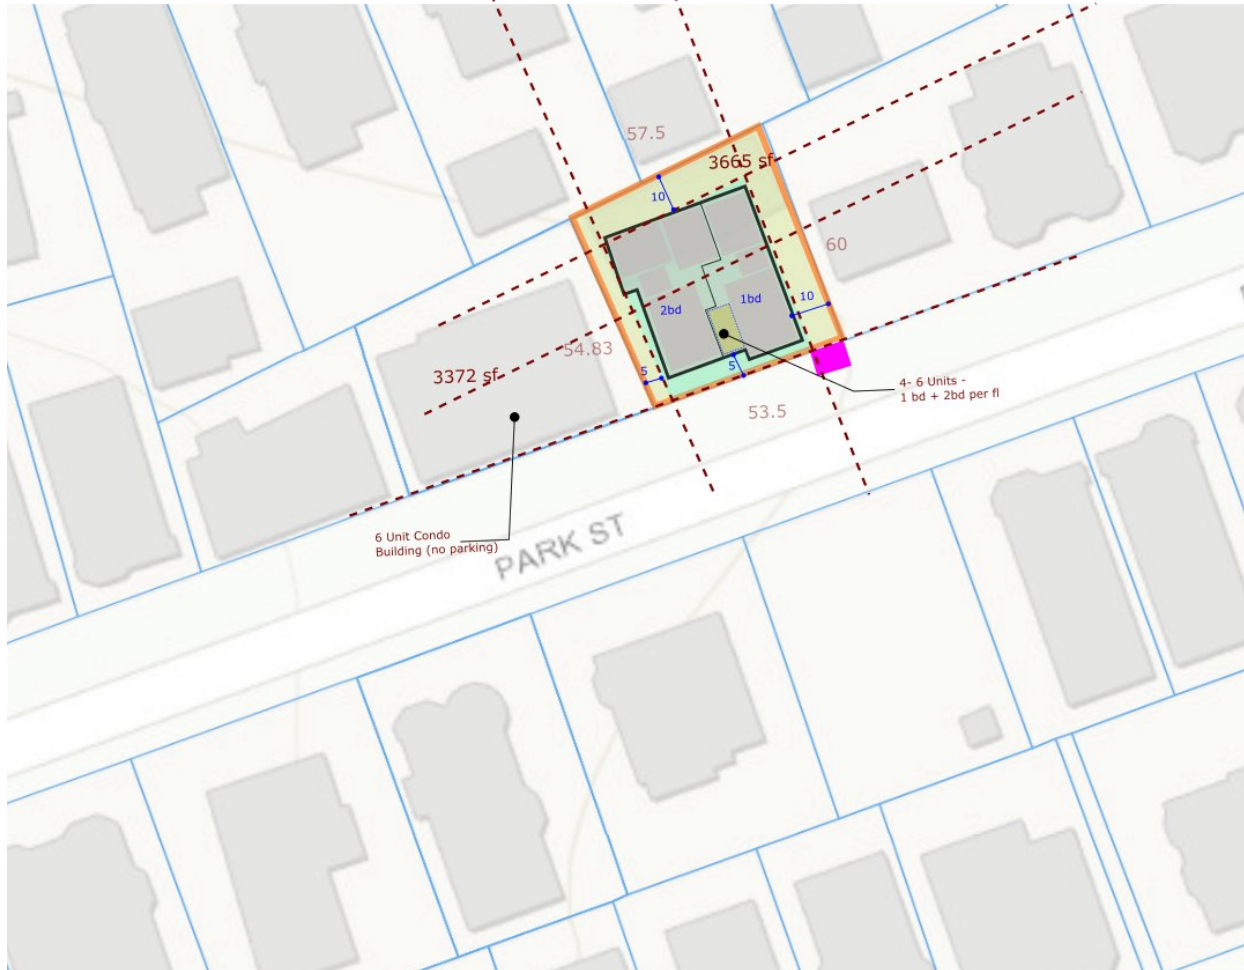 57.5
3665 sf
10
60
10
2bd
1bd
54.83
3372 sf
5
5
4- 6 Units -
1 bd + 2bd per fl
53.5
6 Unit Condo
Building (no parking)
PARK ST